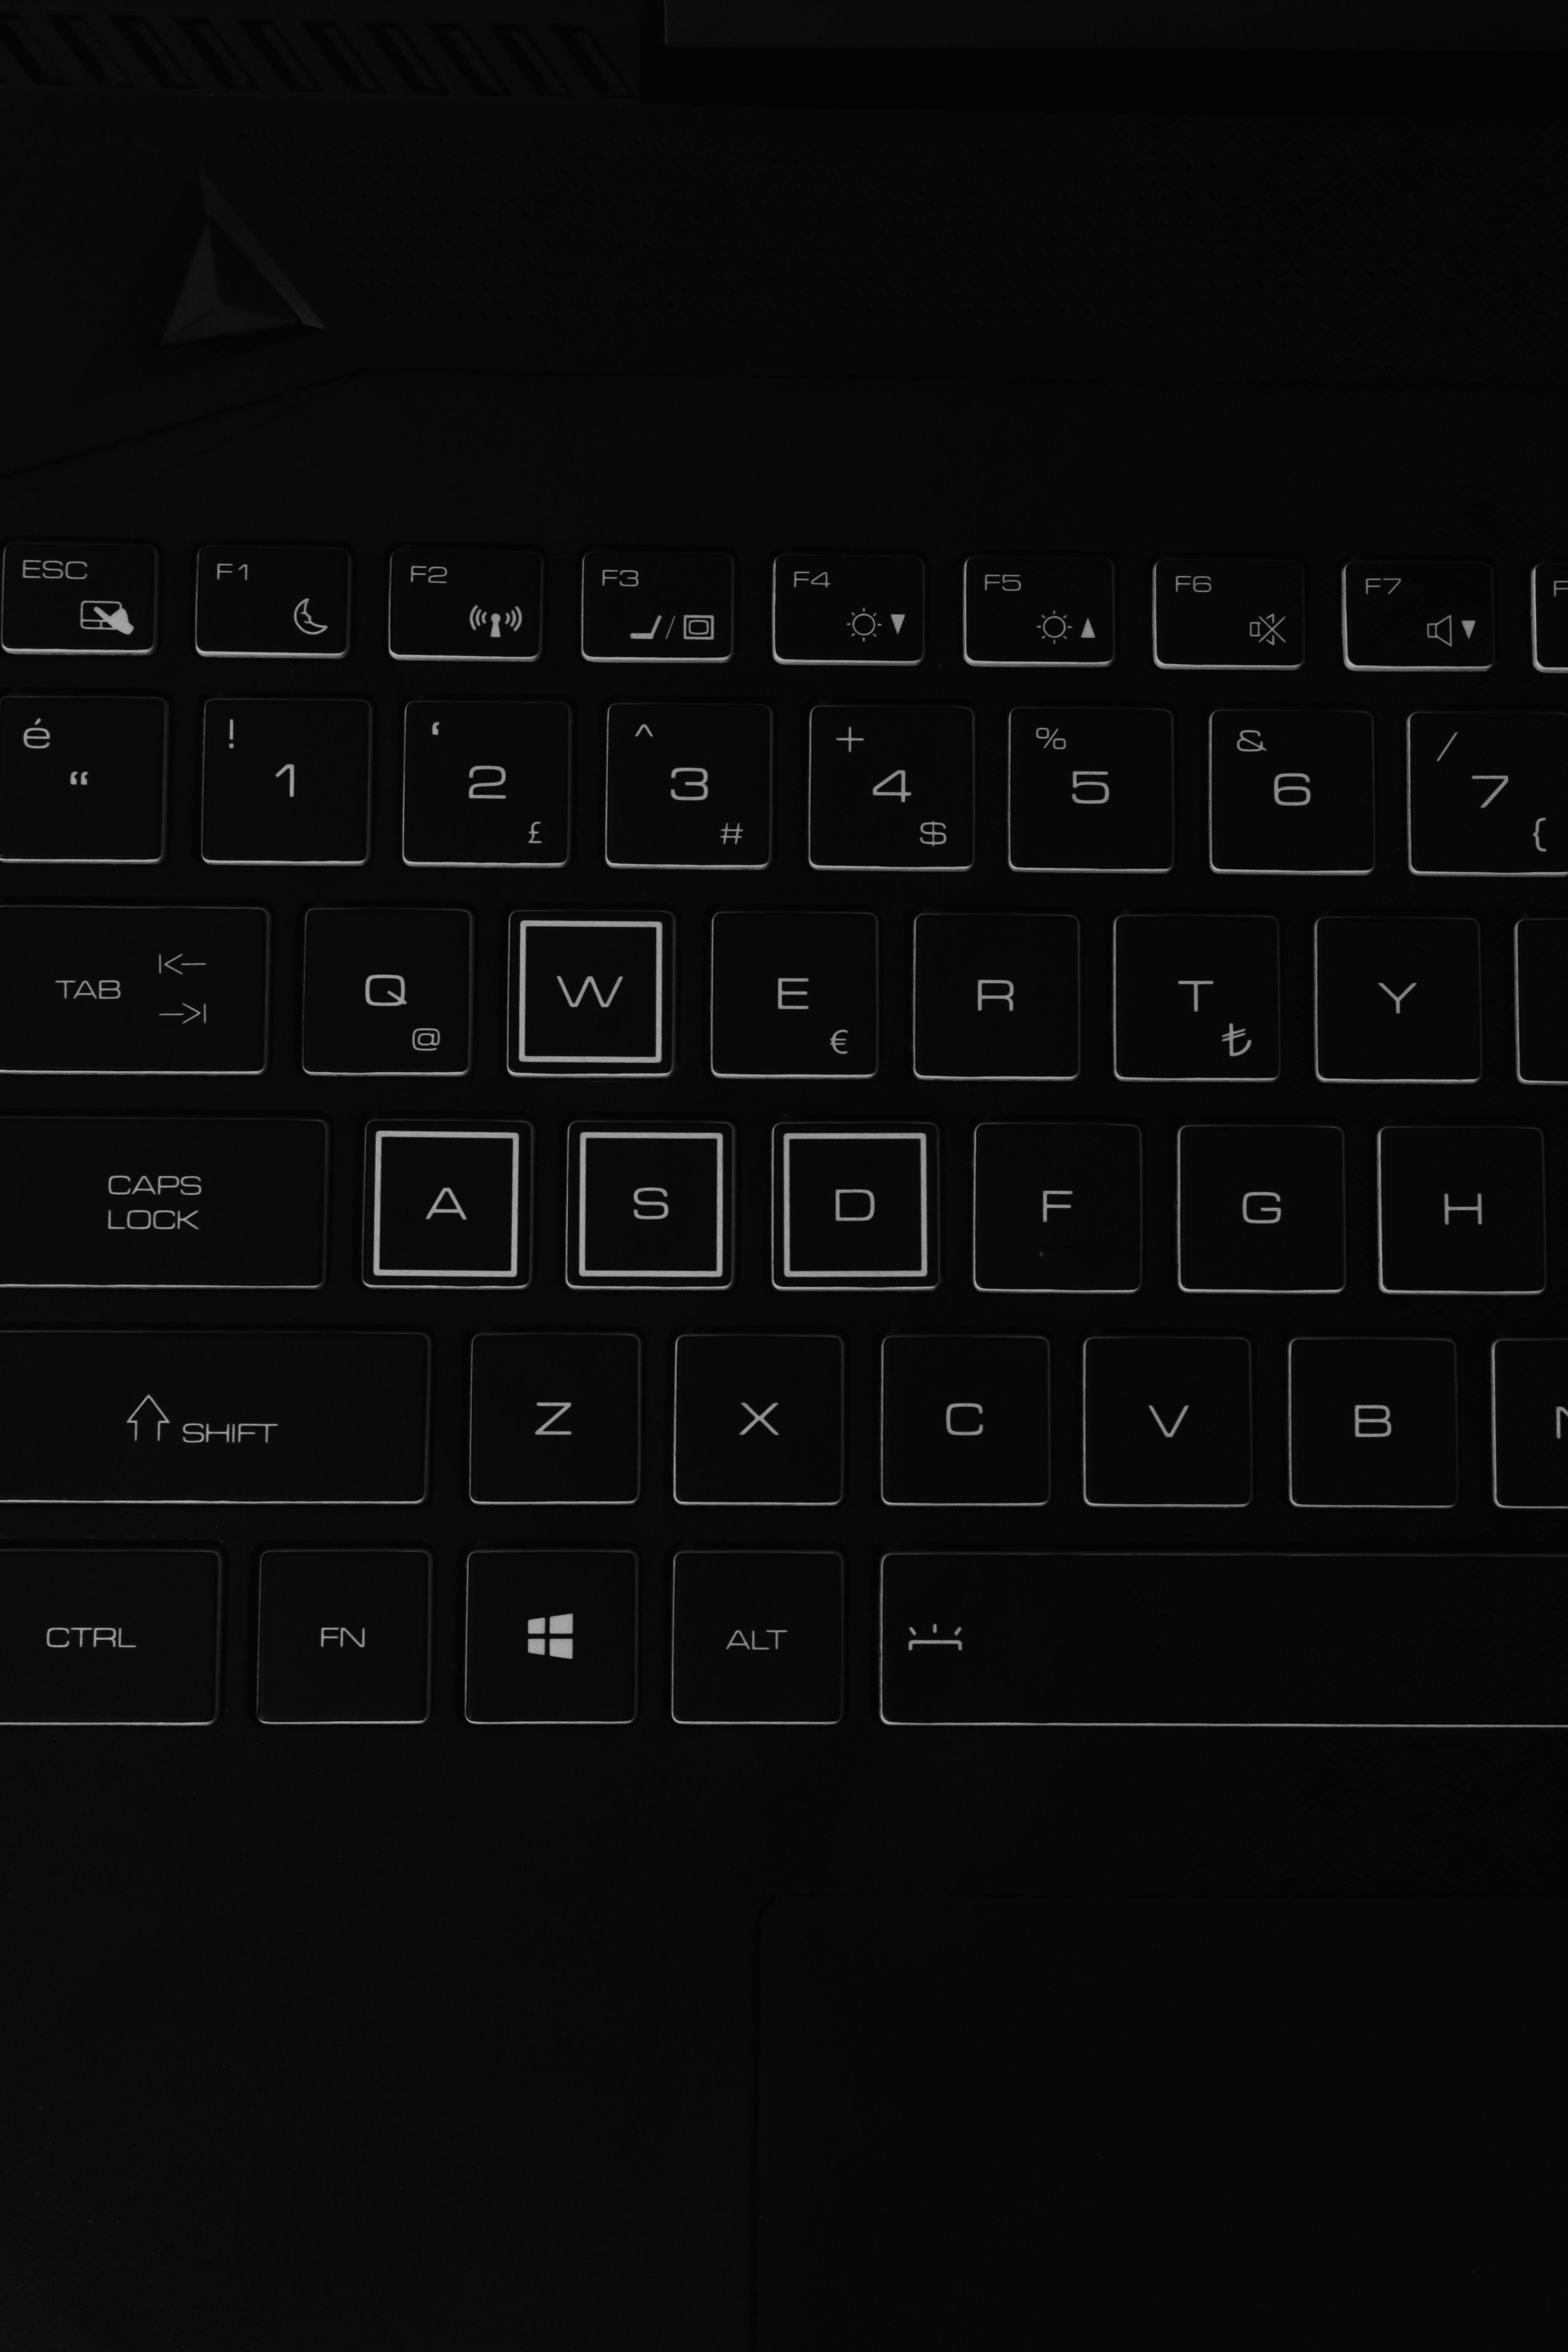 ESC F1 F2 F3 / F4 F5 F6 F7 F
é ! ‘ ^ + % & /
“ 1 2 3 4 5 6 7
£ # $ {
TAB Q W E R T Y
@ € ₺
CAPS
LOCK A S D F G H
SHIFT Z X C V B N
CTRL FN ALT